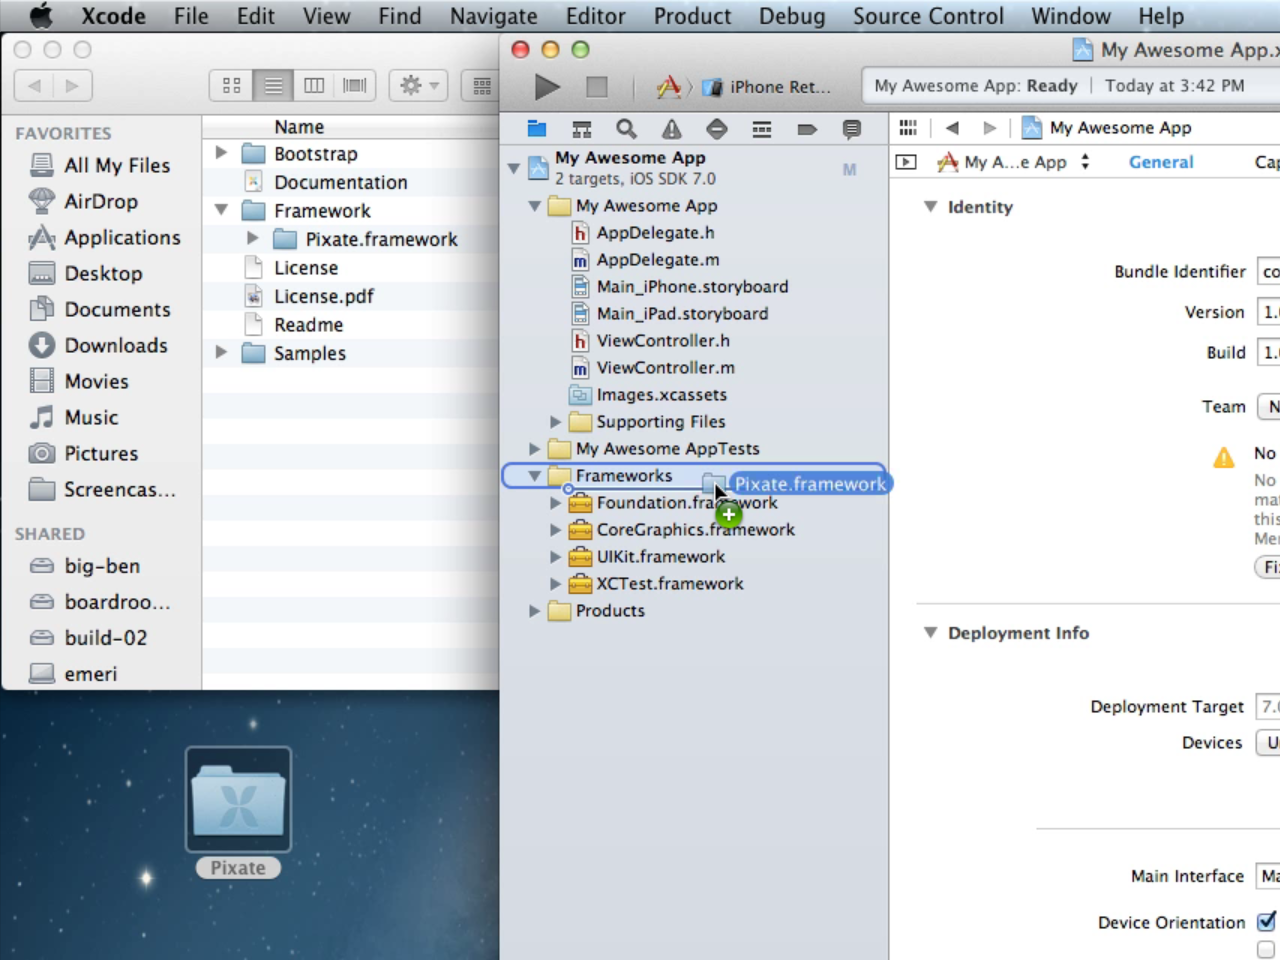 Xcode File Edit View Find Navigate Editor Product Debug Source Control Window Help
My Awesome App.x
iPhone Ret...
My Awesome App: Ready | Today at 3:42 PM
FAVORITES
All My Files
AirDrop
Applications
Desktop
Documents
Downloads
Movies
Music
Pictures
Screencas...
SHARED
big-ben
boardroo...
build-02
emeri
Name
Bootstrap
Documentation
Framework
Pixate.framework
License
License.pdf
Readme
Samples
Pixate
My Awesome App
2 targets, iOS SDK 7.0
M
My Awesome App
AppDelegate.h
AppDelegate.m
Main_iPhone.storyboard
Main_iPad.storyboard
ViewController.h
ViewController.m
Images.xcassets
Supporting Files
My Awesome AppTests
Frameworks
Pixate.framework
Foundation.framework
CoreGraphics.framework
UIKit.framework
XCTest.framework
Products
My Awesome App
My A...e App
General
Cap
Identity
Bundle Identifier co
Version 1.
Build 1.
Team N
No
No
mat
this
Me
Fi
Deployment Info
Deployment Target 7.
Devices U
Main Interface Ma
Device Orientation